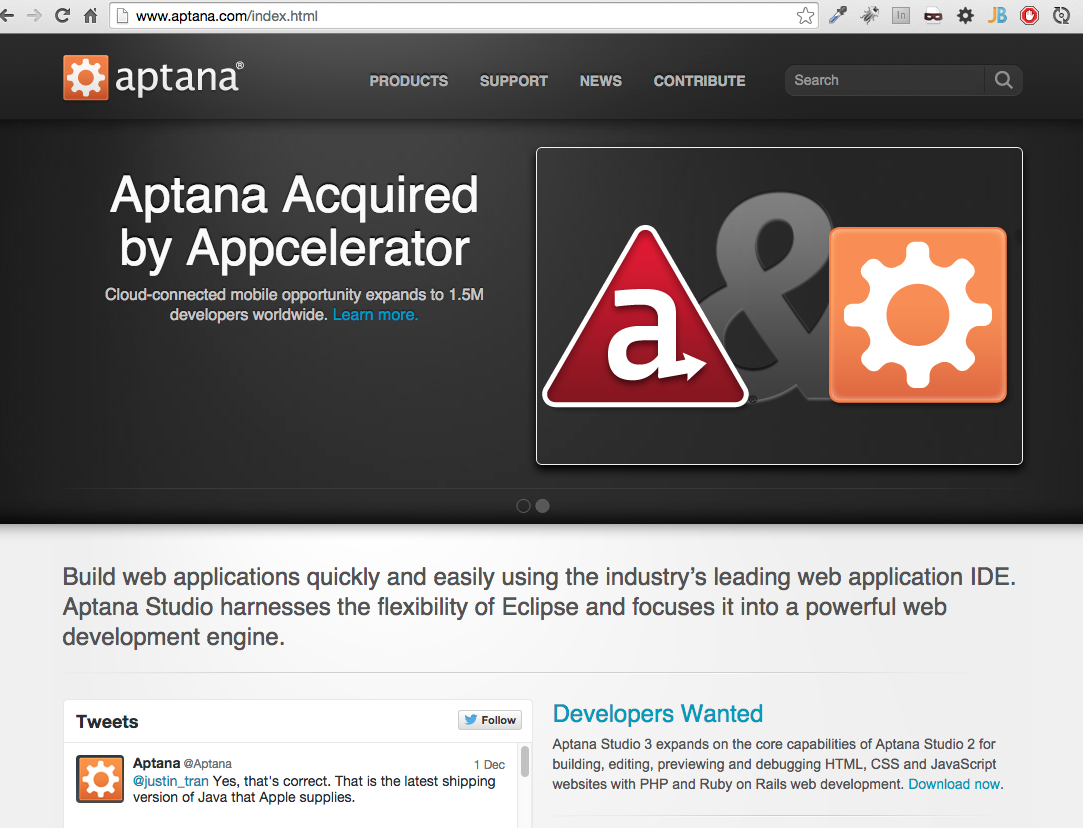 www.aptana.com/index.html
In
JB
aptana®
PRODUCTS
SUPPORT
NEWS
CONTRIBUTE
Search
Aptana Acquired
by Appcelerator
Cloud-connected mobile opportunity expands to 1.5M
developers worldwide. Learn more.
a
&
Build web applications quickly and easily using the industry’s leading web application IDE.
Aptana Studio harnesses the flexibility of Eclipse and focuses it into a powerful web
development engine.
Tweets
Follow
Aptana @Aptana
1 Dec
@justin_tran Yes, that's correct. That is the latest shipping
version of Java that Apple supplies.
Developers Wanted
Aptana Studio 3 expands on the core capabilities of Aptana Studio 2 for
building, editing, previewing and debugging HTML, CSS and JavaScript
websites with PHP and Ruby on Rails web development. Download now.